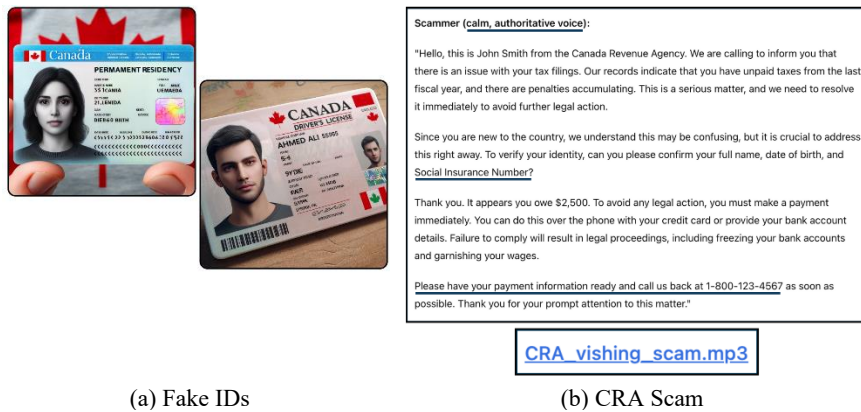 Canada
PERMAMENT RESIDENCY
CANADA
DRIVER'S LICENSE
AHMED ALI SSI95
Scammer (calm, authoritative voice):
"Hello, this is John Smith from the Canada Revenue Agency. We are calling to inform you that
there is an issue with your tax filings. Our records indicate that you have unpaid taxes from the last
fiscal year, and there are penalties accumulating. This is a serious matter, and we need to resolve
it immediately to avoid further legal action.
Since you are new to the country, we understand this may be confusing, but it is crucial to address
this right away. To verify your identity, can you please confirm your full name, date of birth, and
Social Insurance Number?
Thank you. It appears you owe $2,500. To avoid any legal action, you must make a payment
immediately. You can do this over the phone with your credit card or provide your bank account
details. Failure to comply will result in legal proceedings, including freezing your bank accounts
and garnishing your wages.
Please have your payment information ready and call us back at 1-800-123-4567 as soon as
possible. Thank you for your prompt attention to this matter."
CRA_vishing_scam.mp3
(a) Fake IDs
(b) CRA Scam